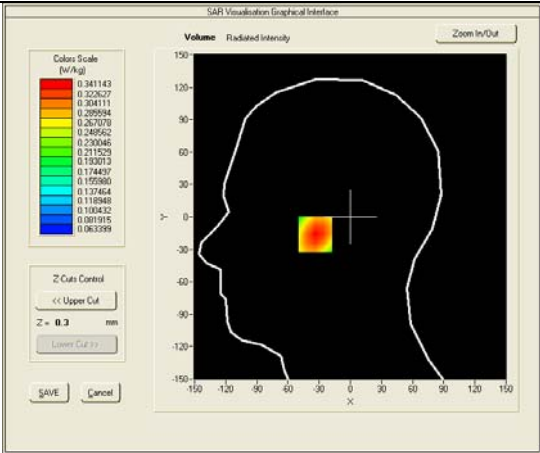 SAR Visualisation Graphical Interface
Volume Radiated Intensity
Zoom In/Out
Colors Scale
(W/kg)
0.341143
0.322627
0.304111
0.285594
0.267078
0.248562
0.230046
0.211529
0.193013
0.174497
0.155980
0.137464
0.118948
0.100432
0.081915
0.063399
Z-Cuts Control
<< Upper Cut
Z = 0.3 mm
Lower Cut >>
SAVE Cancel
150-
120-
90-
60-
30-
0-
-30-
-60-
-90-
-120-
-150-
Y
-150 -120 -90 -60 -30 0 30 60 90 120 150
X